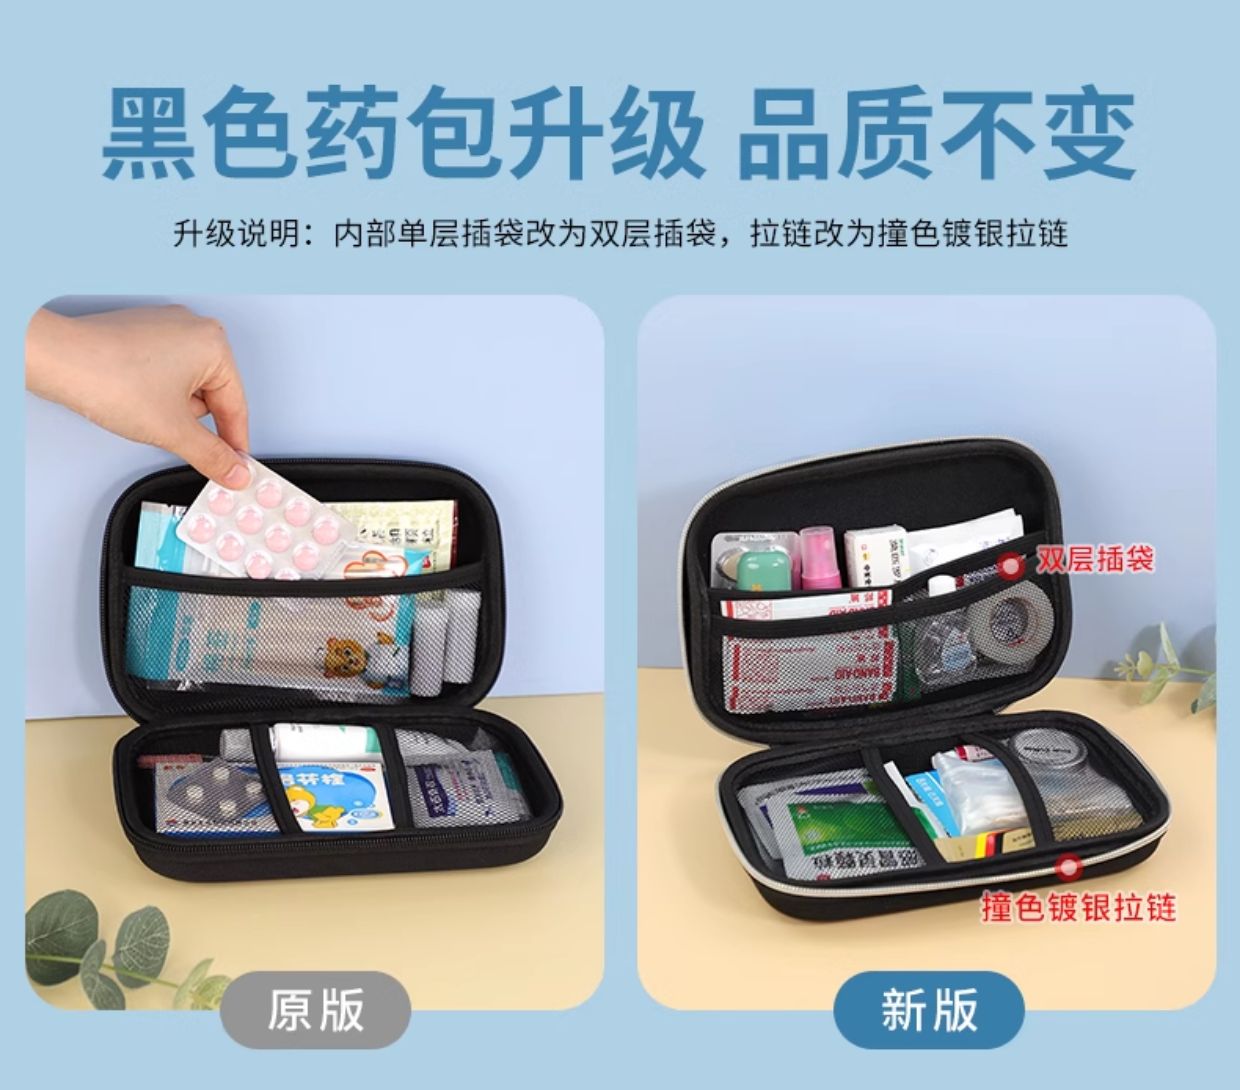 黑色药包升级 品质不变
升级说明：内部单层插袋改为双层插袋，拉链改为撞色镀银拉链
双层插袋
BAND-AID
撞色镀银拉链
原版
新版